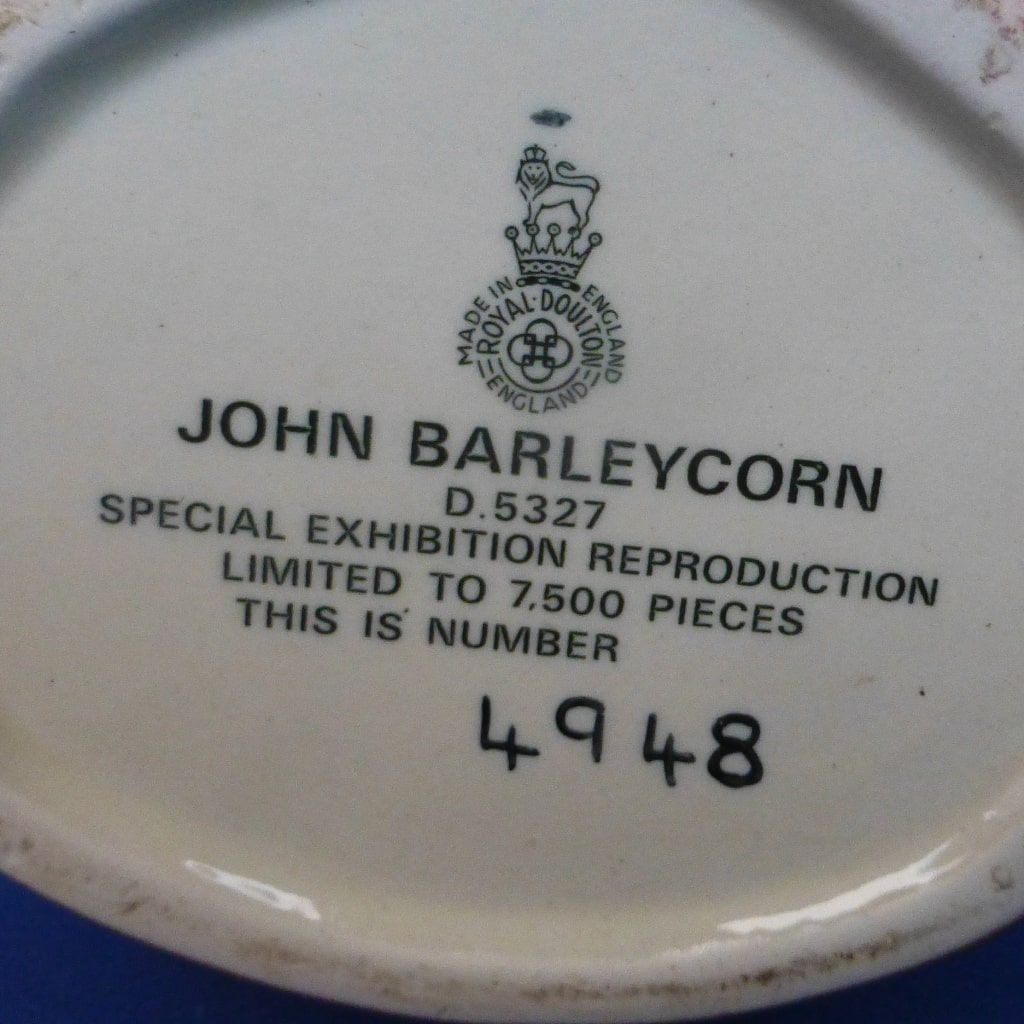 MADE IN ENGLAND
ROYAL·DOULTON
ENGLAND
JOHN BARLEYCORN
D.5327
SPECIAL EXHIBITION REPRODUCTION
LIMITED TO 7,500 PIECES
THIS IS NUMBER
4948